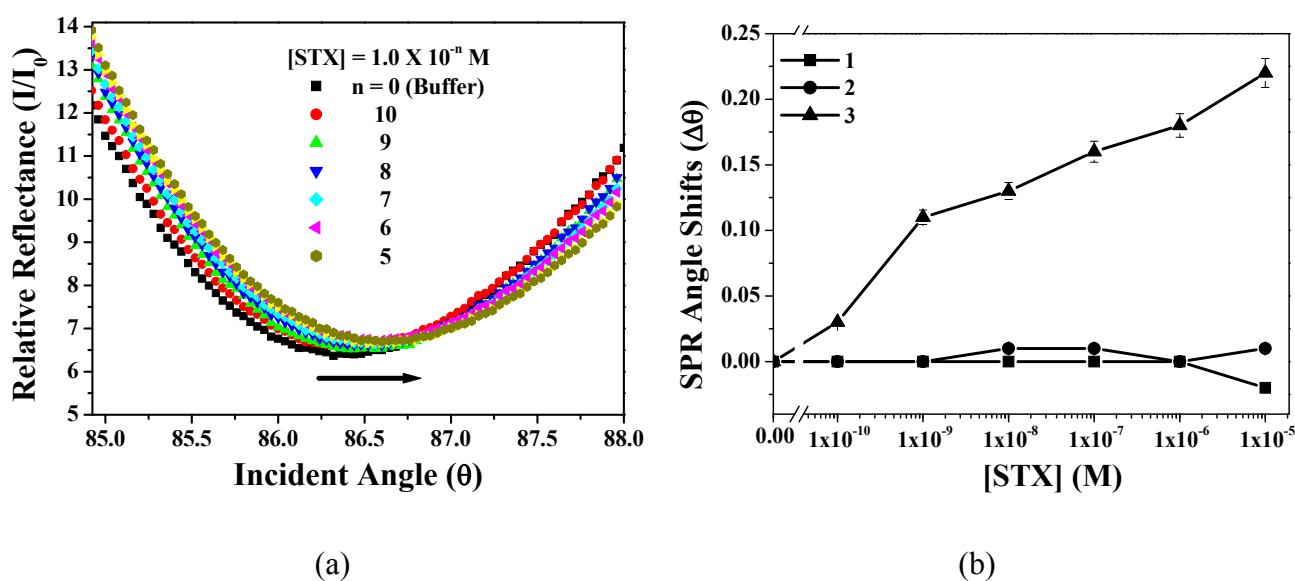 [STX] = 1.0 X 10⁻ⁿ M
n = 0 (Buffer)
10
9
8
7
6
5
Relative Reflectance (I/I₀)
14
13
12
11
10
9
8
7
6
5
85.0 85.5 86.0 86.5 87.0 87.5 88.0
Incident Angle (θ)
(a)
1
2
3
SPR Angle Shifts (Δθ)
0.25
0.20
0.15
0.10
0.05
0.00
0.00 1x10⁻¹⁰ 1x10⁻⁹ 1x10⁻⁸ 1x10⁻⁷ 1x10⁻⁶ 1x10⁻⁵
[STX] (M)
(b)